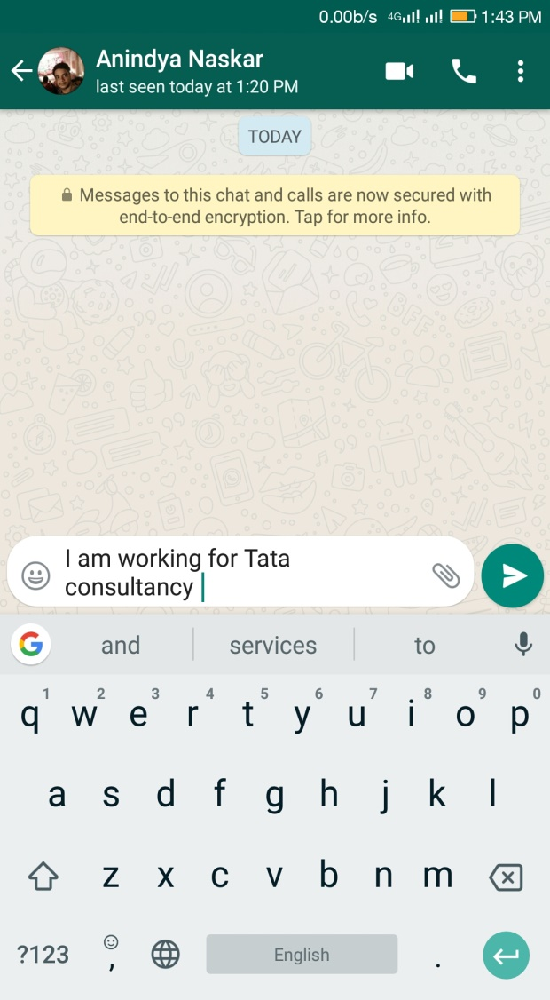 0.00b/s 4G 1:43 PM
Anindya Naskar
last seen today at 1:20 PM
TODAY
Messages to this chat and calls are now secured with
end-to-end encryption. Tap for more info.
BFF
I am working for Tata
consultancy
G and services to
1 2 3 4 5 6 7 8 9 0
q w e r t y u i o p
a s d f g h j k l
z x c v b n m
?123 , English .